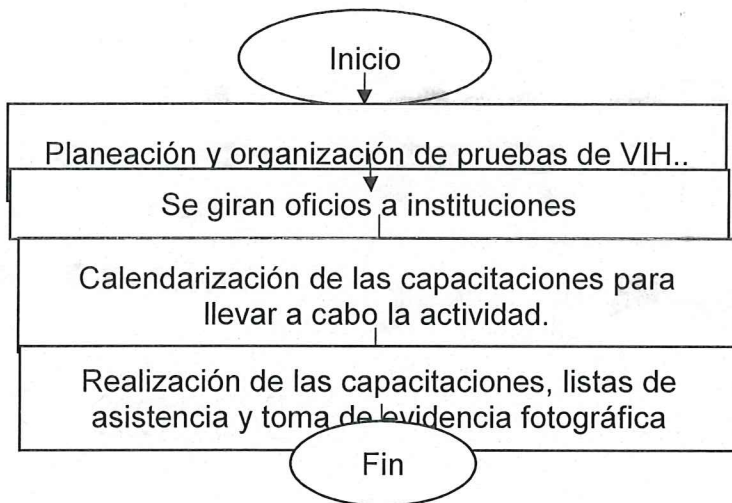 Inicio
Planeación y organización de pruebas de VIH..
Se giran oficios a instituciones
Calendarización de las capacitaciones para
llevar a cabo la actividad.
Realización de las capacitaciones, listas de
asistencia y toma de evidencia fotográfica
Fin